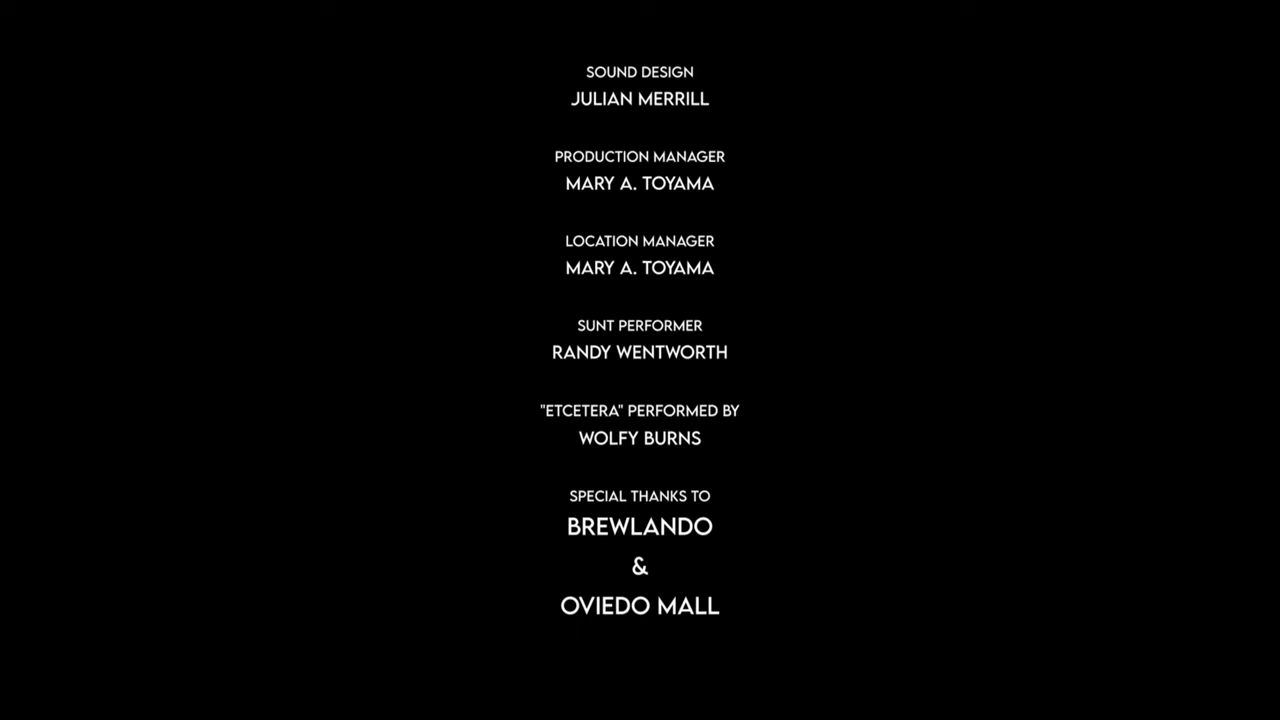 SOUND DESIGN
JULIAN MERRILL
PRODUCTION MANAGER
MARY A. TOYAMA
LOCATION MANAGER
MARY A. TOYAMA
SUNT PERFORMER
RANDY WENTWORTH
"ETCETERA" PERFORMED BY
WOLFY BURNS
SPECIAL THANKS TO
BREWLANDO
&
OVIEDO MALL